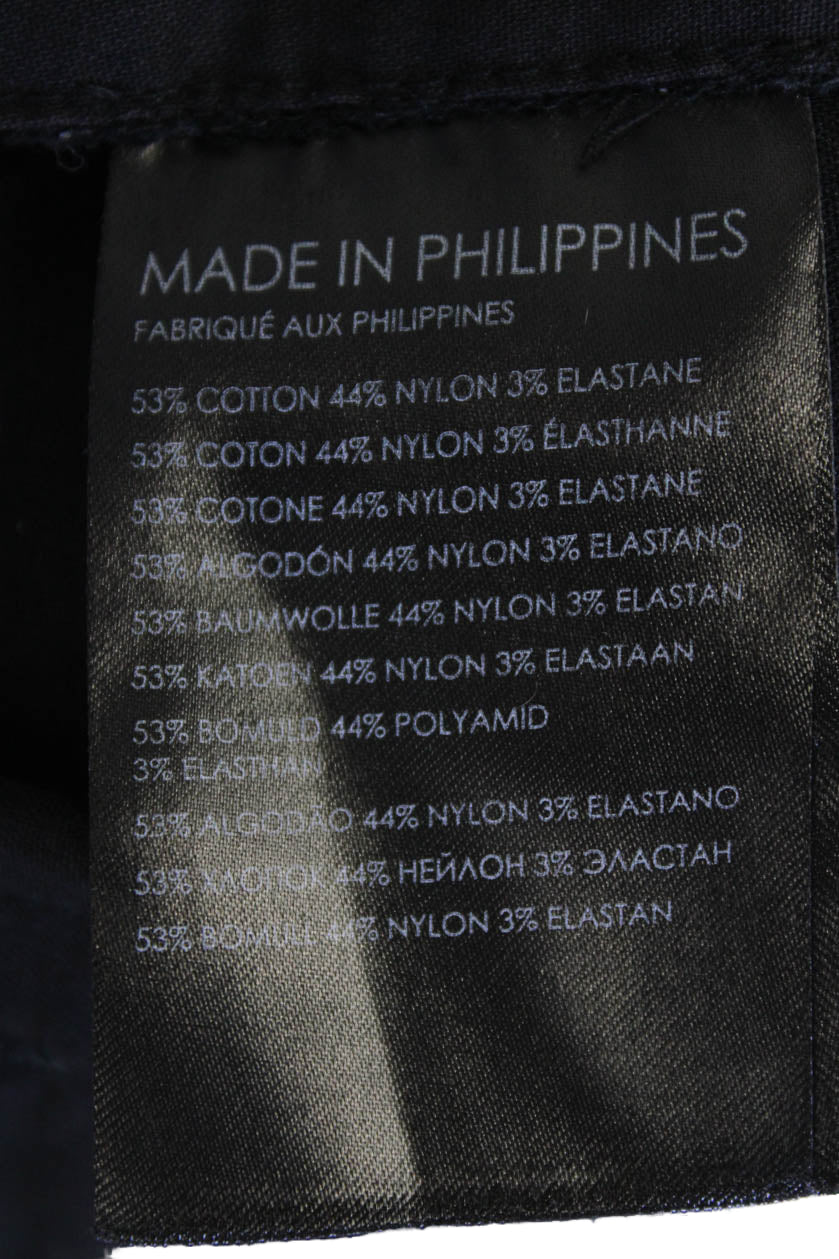 MADE IN PHILIPPINES
FABRIQUÉ AUX PHILIPPINES
53% COTTON 44% NYLON 3% ELASTANE
53% COTON 44% NYLON 3% ÉLASTHANNE
53% COTONE 44% NYLON 3% ELASTANE
53% ALGODÓN 44% NYLON 3% ELASTANO
53% BAUMWOLLE 44% NYLON 3% ELASTAN
53% KATOEN 44% NYLON 3% ELASTAAN
53% BOMULD 44% POLYAMID
3% ELASTHAN
53% ALGODÃO 44% NYLON 3% ELASTANO
53% ХЛОПОК 44% НЕЙЛОН 3% ЭЛАСТАН
53% BOMULL 44% NYLON 3% ELASTAN